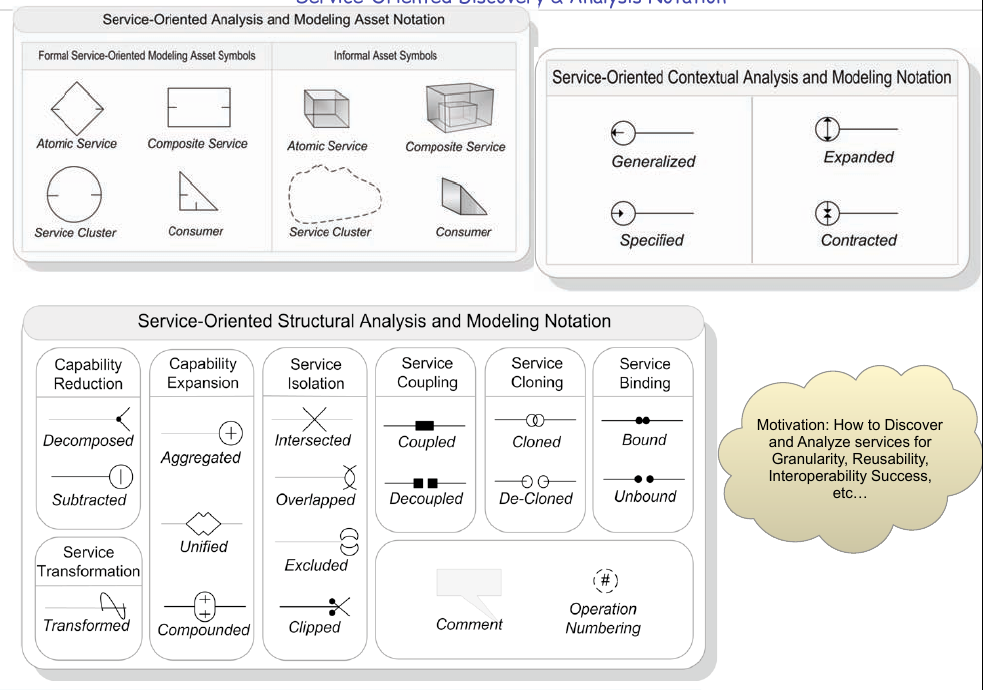 Service-Oriented Discovery & Analysis Notation
Service-Oriented Analysis and Modeling Asset Notation
Formal Service-Oriented Modeling Asset Symbols
Informal Asset Symbols
Atomic Service
Composite Service
Atomic Service
Composite Service
Service Cluster
Consumer
Service Cluster
Consumer
Service-Oriented Contextual Analysis and Modeling Notation
Generalized
Expanded
Specified
Contracted
Service-Oriented Structural Analysis and Modeling Notation
Capability
Reduction
Decomposed
Subtracted
Service
Transformation
Transformed
Capability
Expansion
Aggregated
Unified
Compounded
Service
Isolation
Intersected
Overlapped
Excluded
Clipped
Service
Coupling
Coupled
Decoupled
Service
Cloning
Cloned
De-Cloned
Service
Binding
Bound
Unbound
Comment
#
Operation
Numbering
Motivation: How to Discover
and Analyze services for
Granularity, Reusability,
Interoperability Success,
etc…